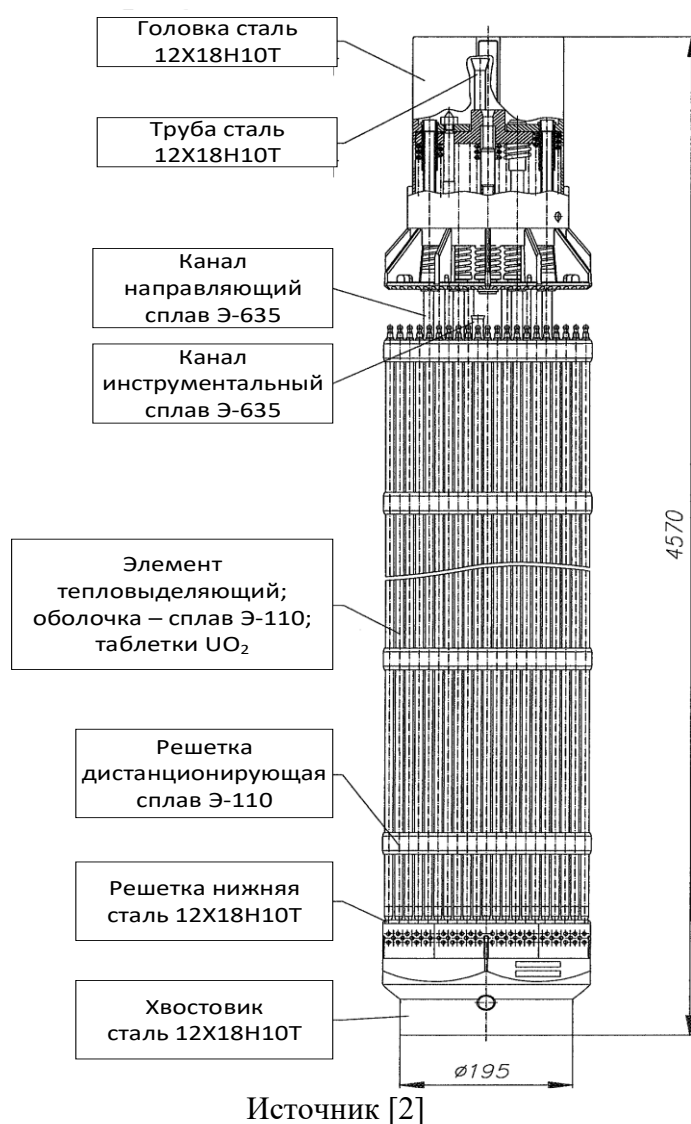 Головка сталь
12Х18Н10Т
Труба сталь
12Х18Н10Т
Канал
направляющий
сплав Э-635
Канал
инструментальный
сплав Э-635
Элемент
тепловыделяющий;
оболочка – сплав Э-110;
таблетки UO₂
Решетка
дистанционирующая
сплав Э-110
Решетка нижняя
сталь 12Х18Н10Т
Хвостовик
сталь 12Х18Н10Т
4570
⌀195
Источник [2]